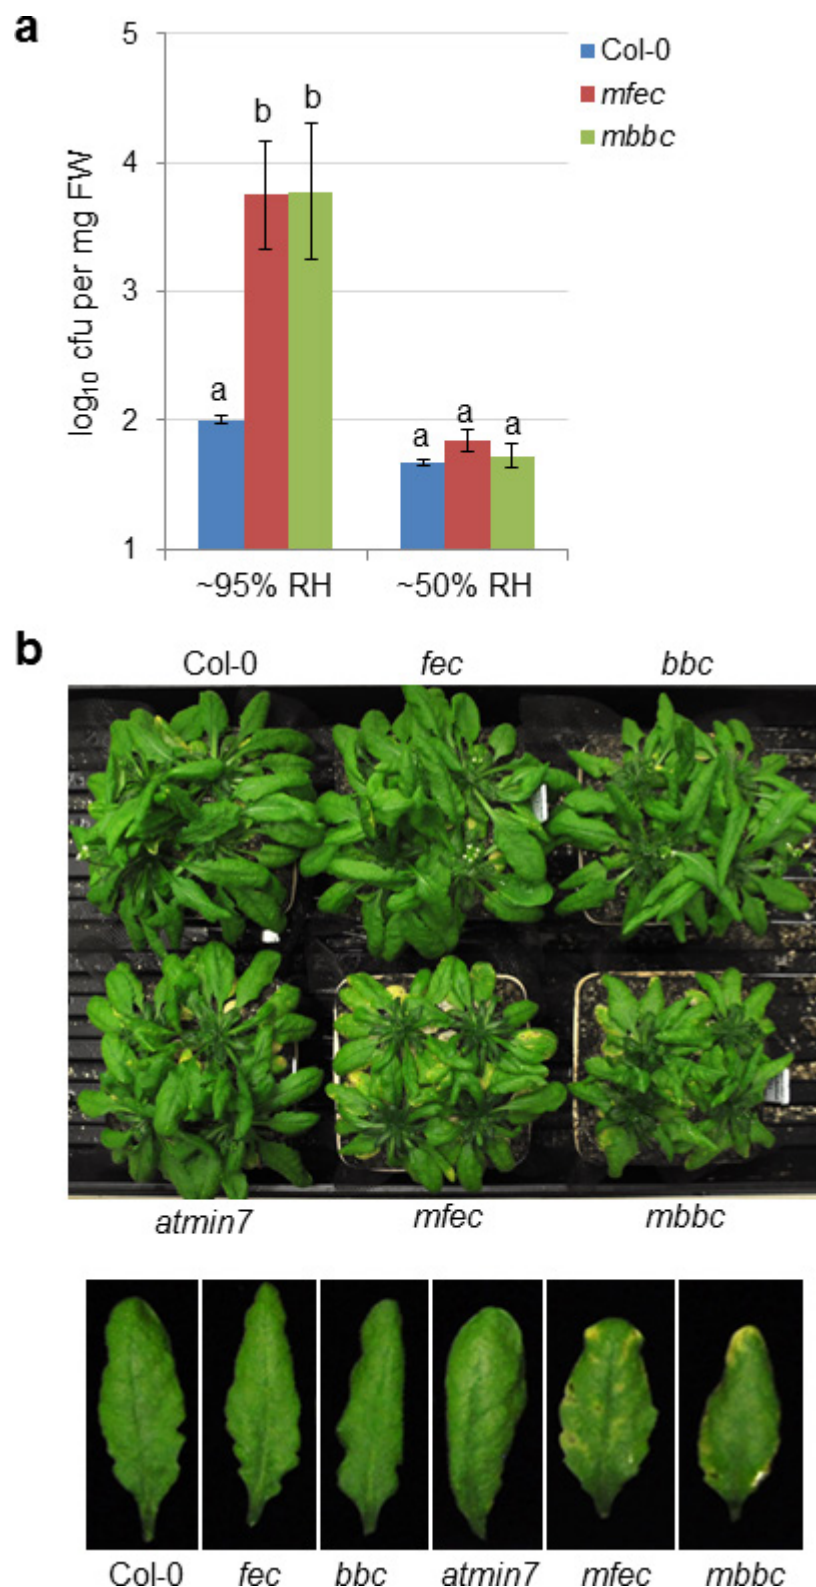 a
5
4
3
2
1
log₁₀ cfu per mg FW
Col-0
mfec
mbbc
b
b
a
a
a
a
~95% RH
~50% RH
b
Col-0
fec
bbc
atmin7
mfec
mbbc
Col-0
fec
bbc
atmin7
mfec
mbbc